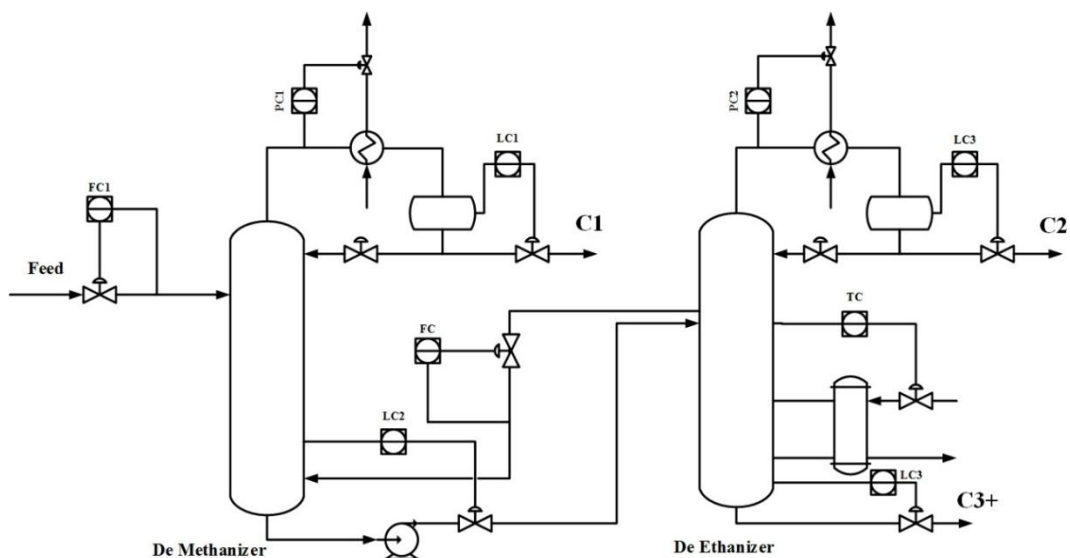 PC1
PC2
LC1
LC3
FC1
C1
C2
Feed
TC
FC
LC2
LC3
C3+
De Methanizer
De Ethanizer